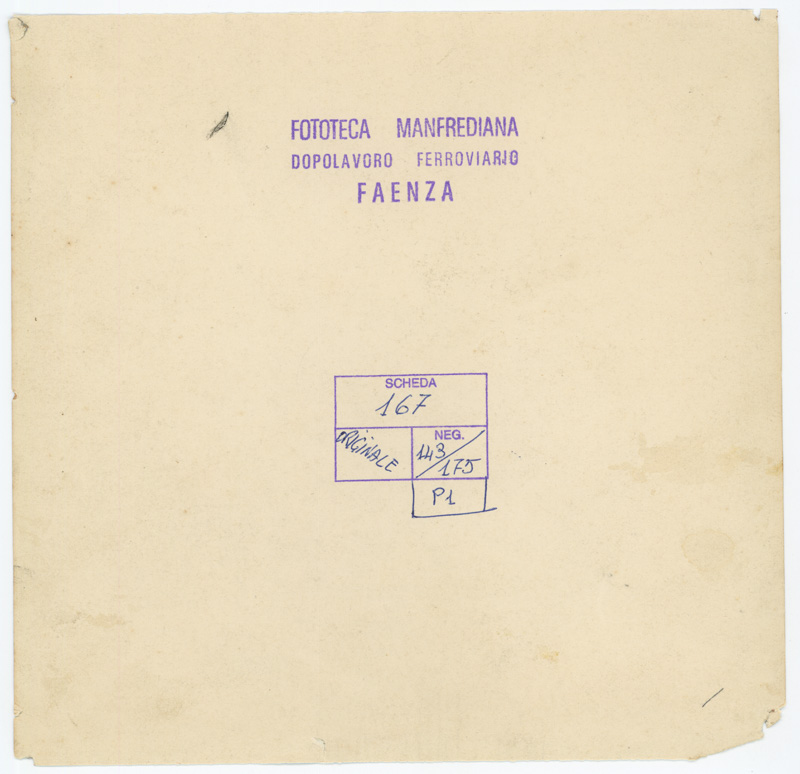 FOTOTECA MANFREDIANA
DOPOLAVORO FERROVIARIO
FAENZA
SCHEDA
167
ORIGINALE
NEG.
143/175
P1